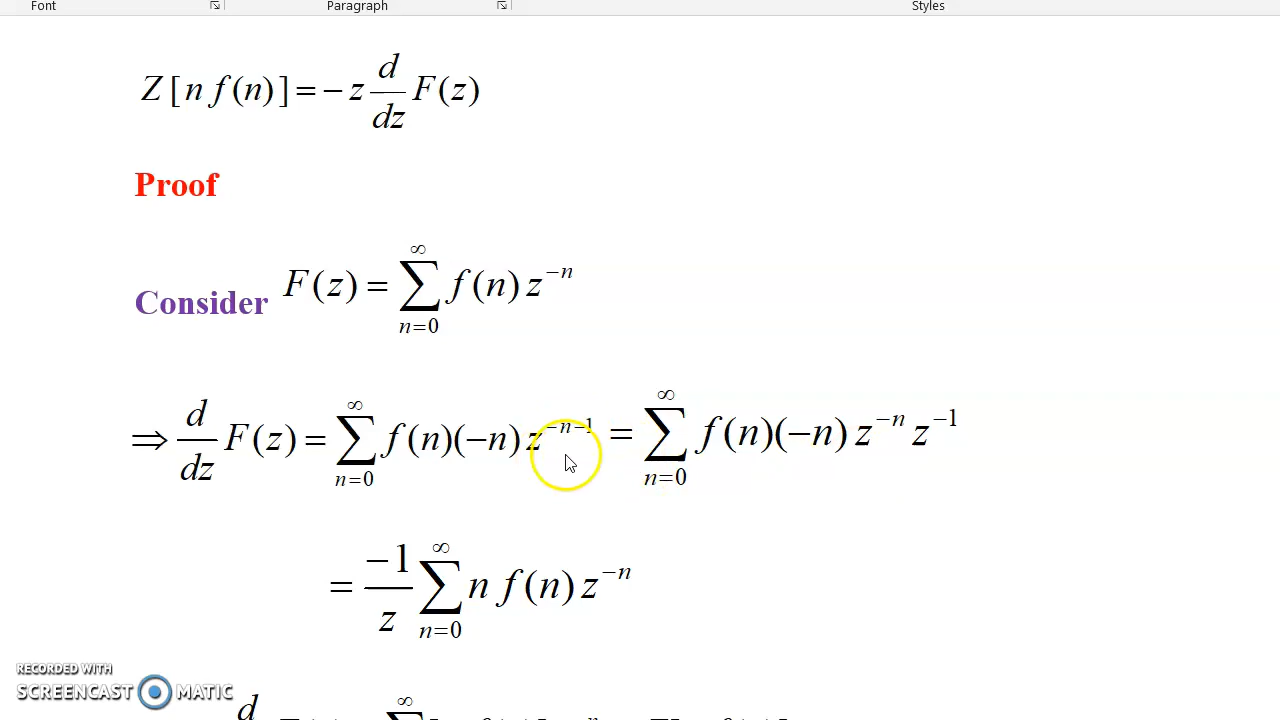 Font Paragraph Styles
Z [ n f (n) ] = − z d/dz F (z)
Proof
Consider F (z) = ∑_{n=0}^{∞} f (n) z^{−n}
⇒ d/dz F (z) = ∑_{n=0}^{∞} f (n)(−n) z^{−n−1} = ∑_{n=0}^{∞} f (n)(−n) z^{−n} z^{−1}
= −1/z ∑_{n=0}^{∞} n f (n) z^{−n}
RECORDED WITH
SCREENCAST MATIC